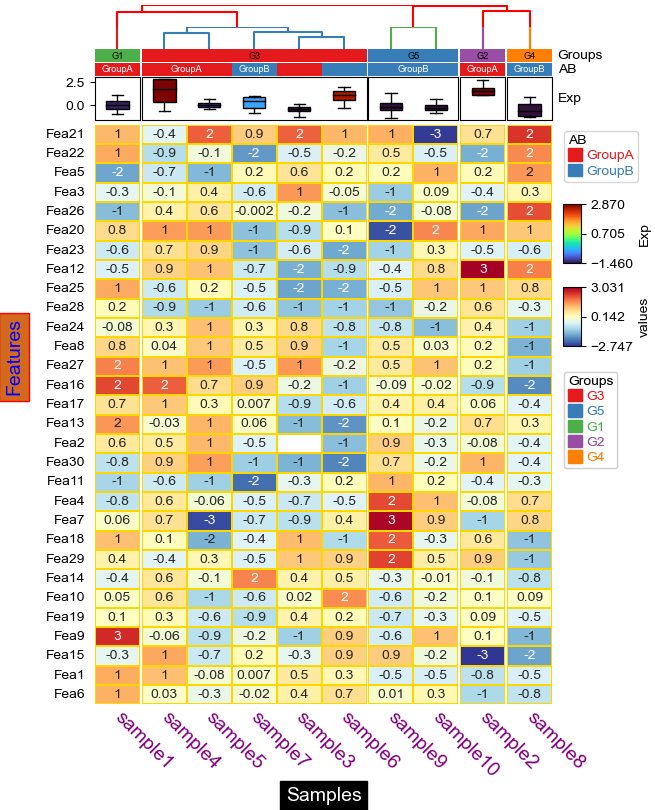 G1 G3 G5 G2 G4 Groups
GroupA GroupA GroupB GroupB GroupA GroupB AB
2.5
0.0
Exp
Fea21 1 -0.4 2 0.9 2 1 1 -3 0.7 2
Fea22 1 -0.9 -0.1 -2 -0.5 -0.2 0.5 -0.5 -2 2
Fea5 -2 -0.7 -1 0.2 0.6 0.2 0.2 1 0.2 2
Fea3 -0.3 -0.1 0.4 -0.6 1 -0.05 -1 0.09 -0.4 0.3
Fea26 -1 0.4 0.6 -0.002 -0.2 -1 -2 -0.08 -2 2
Fea20 0.8 1 1 -1 -0.9 0.1 -2 2 1 1
Fea23 -0.6 0.7 0.9 -1 -0.6 -2 -1 0.3 -0.5 -0.6
Fea12 -0.5 0.9 1 -0.7 -2 -0.9 -0.4 0.8 3 2
Fea25 1 -0.6 0.2 -0.5 -2 -2 -0.5 1 1 0.8
Fea28 0.2 -0.9 -1 -0.6 -1 -1 -1 -0.2 0.6 -0.3
Fea24 -0.08 0.3 1 0.3 0.8 -0.8 -0.8 -1 0.4 -1
Fea8 0.8 0.04 1 0.5 0.9 -1 0.5 0.03 0.2 -1
Fea27 2 1 1 -0.5 1 -0.2 0.5 1 0.2 -1
Fea16 2 2 0.7 0.9 -0.2 -1 -0.09 -0.02 -0.9 -2
Fea17 0.7 1 0.3 0.007 -0.9 -0.6 0.4 0.4 0.06 -0.4
Fea13 2 -0.03 1 0.06 -1 -2 0.1 -0.2 0.7 0.3
Fea2 0.6 0.5 1 -0.5 -1 0.9 -0.3 -0.08 -0.4
Fea30 -0.8 0.9 1 -1 -1 -2 0.7 -0.2 1 -0.4
Fea11 -1 -0.6 -1 -2 -0.3 0.2 1 0.2 -0.4 -0.3
Fea4 -0.8 0.6 -0.06 -0.5 -0.7 -0.5 2 1 -0.08 0.7
Fea7 0.06 0.7 -3 -0.7 -0.9 0.4 3 0.9 -1 0.8
Fea18 1 0.1 -2 -0.4 1 -1 2 -0.3 0.6 -1
Fea29 0.4 -0.4 0.3 -0.5 1 0.9 2 0.5 0.9 -1
Fea14 -0.4 0.6 -0.1 2 0.4 0.5 -0.3 -0.01 -0.1 -0.8
Fea10 0.05 0.6 -1 -0.6 0.02 2 -0.6 -0.2 0.1 0.09
Fea19 0.1 0.3 -0.6 -0.9 0.4 0.2 -0.7 -0.3 0.09 -0.5
Fea9 3 -0.06 -0.9 -0.2 -1 0.9 -0.6 1 0.1 -1
Fea15 -0.3 1 -0.7 0.2 -0.3 0.9 0.9 -0.2 -3 -2
Fea1 1 1 -0.08 0.007 0.5 0.3 -0.5 -0.5 -0.8 -0.5
Fea6 1 0.03 -0.3 -0.02 0.4 0.7 0.01 0.3 -1 -0.8
sample1 sample4 sample5 sample7 sample3 sample6 sample9 sample10 sample2 sample8
Samples
Features
AB
GroupA
GroupB
2.870
0.705
−1.460
Exp
3.031
0.142
−2.747
values
Groups
G3
G5
G1
G2
G4